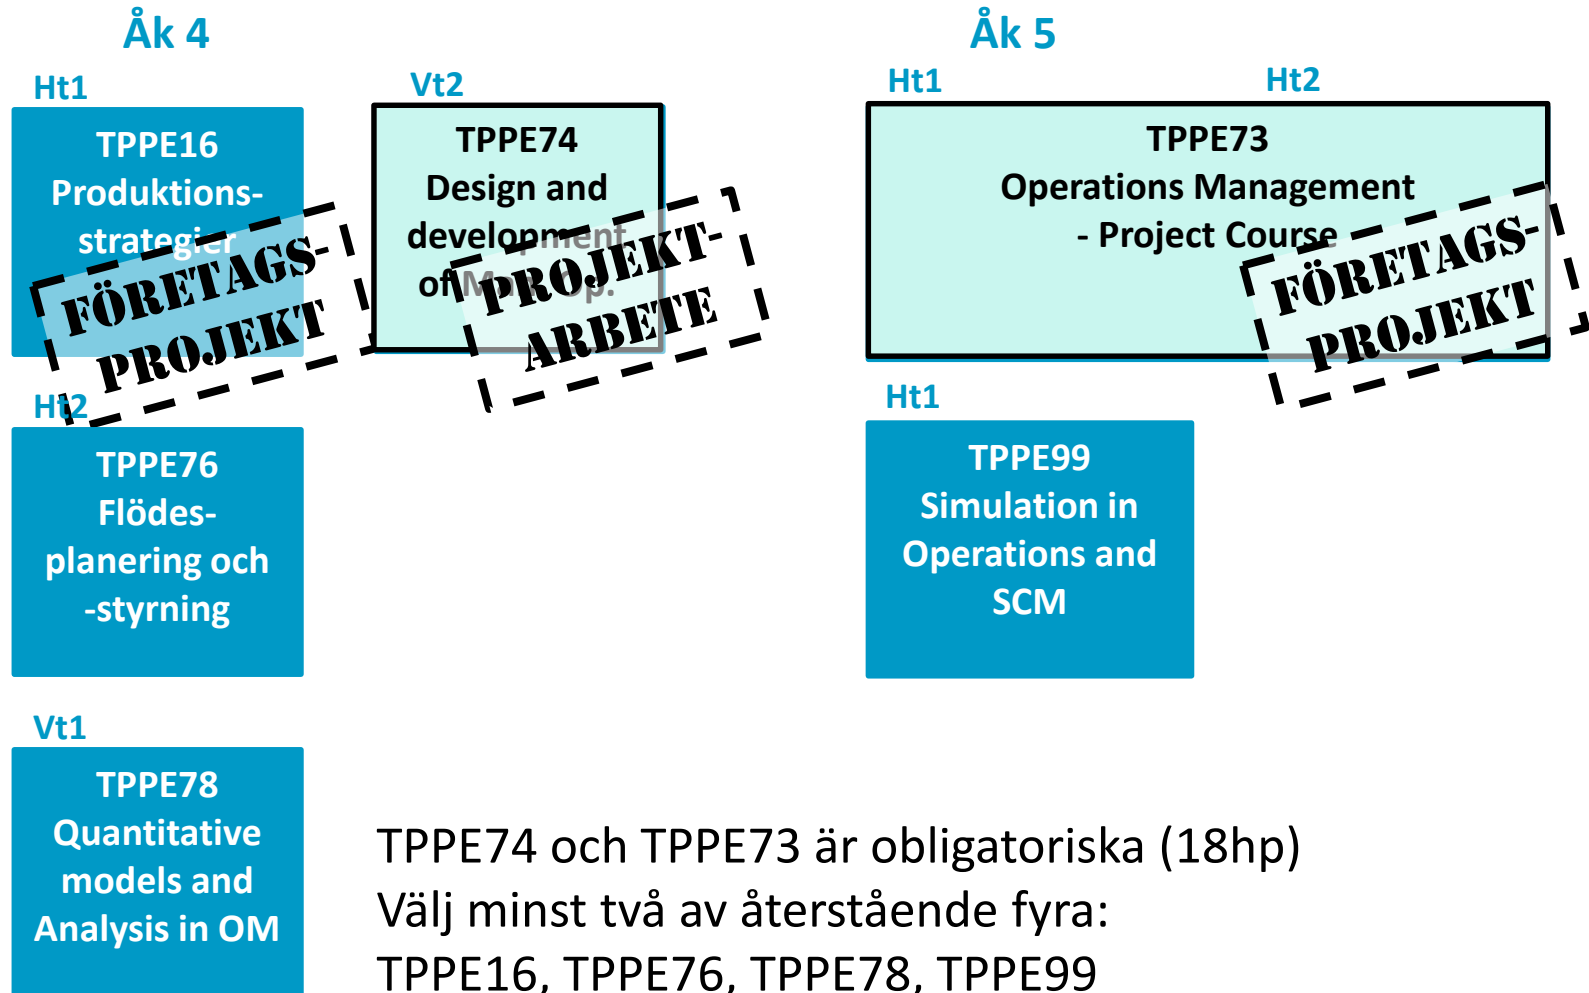 Åk 4
Ht1
TPPE16
Produktions-
strategier
FÖRETAGS-
PROJEKT
Vt2
TPPE74
Design and
development
of Man. Op.
PROJEKT-
ARBETE
Ht2
TPPE76
Flödes-
planering och
-styrning
Vt1
TPPE78
Quantitative
models and
Analysis in OM
Åk 5
Ht1
Ht2
TPPE73
Operations Management
- Project Course
FÖRETAGS-
PROJEKT
Ht1
TPPE99
Simulation in
Operations and
SCM
TPPE74 och TPPE73 är obligatoriska (18hp)
Välj minst två av återstående fyra:
TPPE16, TPPE76, TPPE78, TPPE99